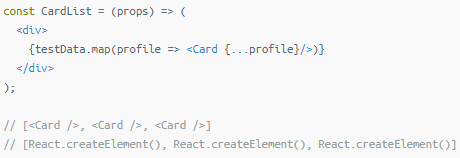 const CardList = (props) => (
  <div>
    {testData.map(profile => <Card {...profile}/>)}
  </div>
);

// [<Card />, <Card />, <Card />]
// [React.createElement(), React.createElement(), React.createElement()]